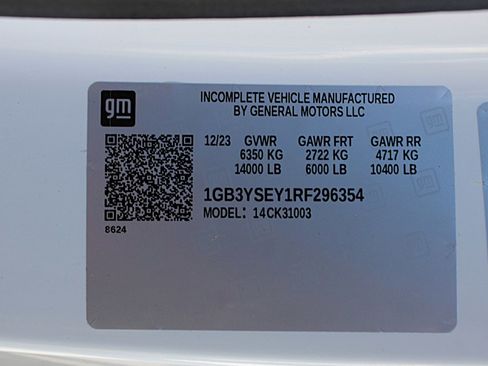 gm
INCOMPLETE VEHICLE MANUFACTURED
BY GENERAL MOTORS LLC
12/23 GVWR GAWR FRT GAWR RR
6350 KG 2722 KG 4717 KG
14000 LB 6000 LB 10400 LB
1GB3YSEY1RF296354
MODEL: 14CK31003
8624